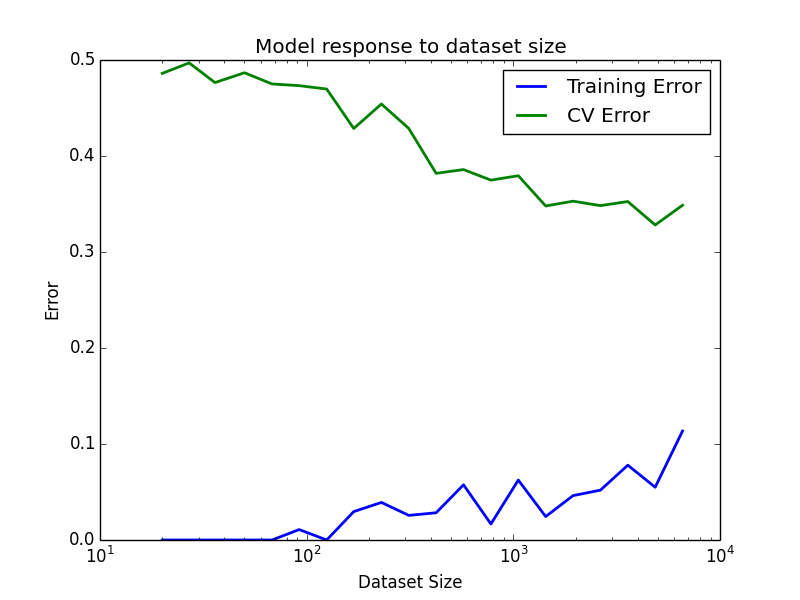 Model response to dataset size
Training Error
CV Error
0.5
0.4
0.3
0.2
0.1
0.0
Error
10¹
10²
10³
10⁴
Dataset Size